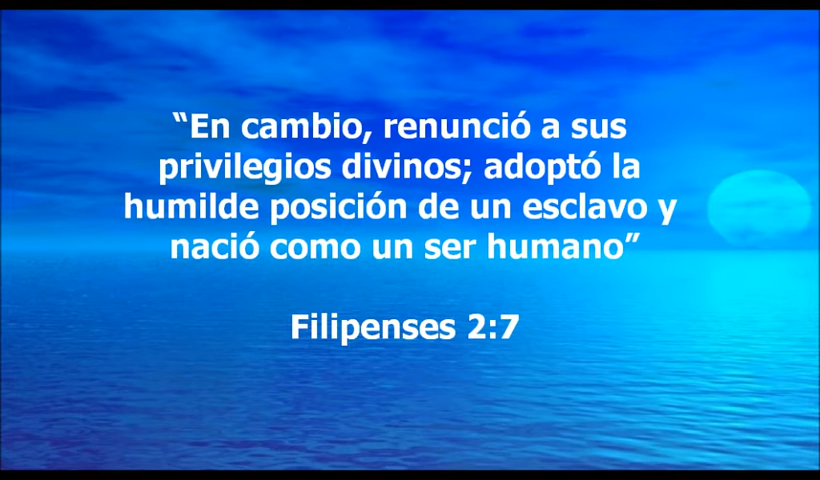 “En cambio, renunció a sus
privilegios divinos; adoptó la
humilde posición de un esclavo y
nació como un ser humano”
Filipenses 2:7